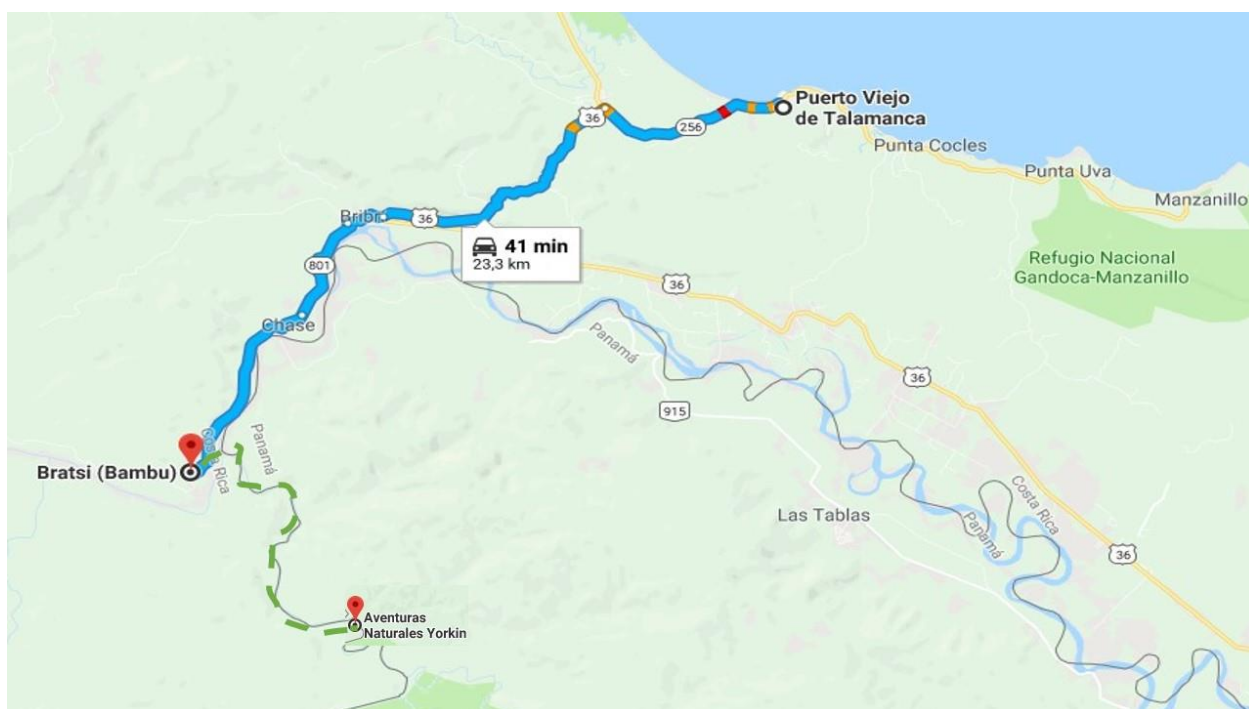 36
256
Puerto Viejo
de Talamanca
Punta Cocles
Punta Uva
Manzanillo
Bribr
36
41 min
23,3 km
Refugio Nacional
Gandoca-Manzanillo
801
36
Chase
Panamá
36
915
Costa Rica
Panamá
Bratsi (Bambu)
Las Tablas
Costa Rica
Panamá
36
Aventuras
Naturales Yorkin